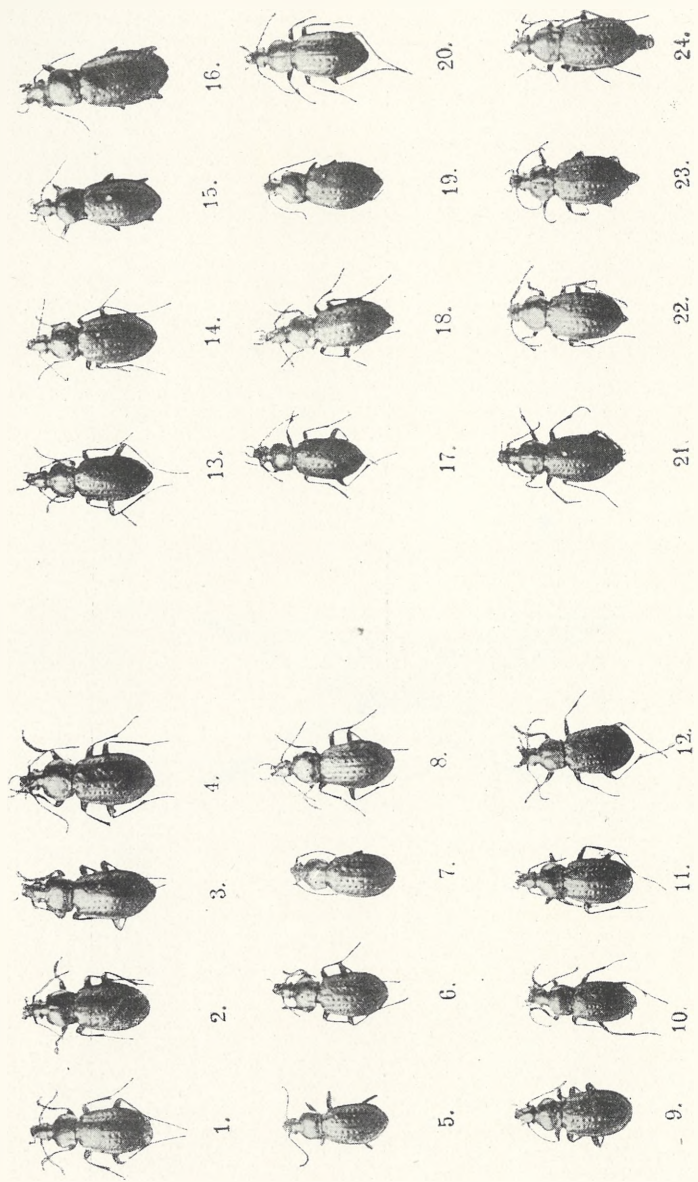 1. 2. 3. 4.
5. 6. 7. 8.
9. 10. 11. 12.
13. 14. 15. 16.
17. 18. 19. 20.
21 22. 23. 24.